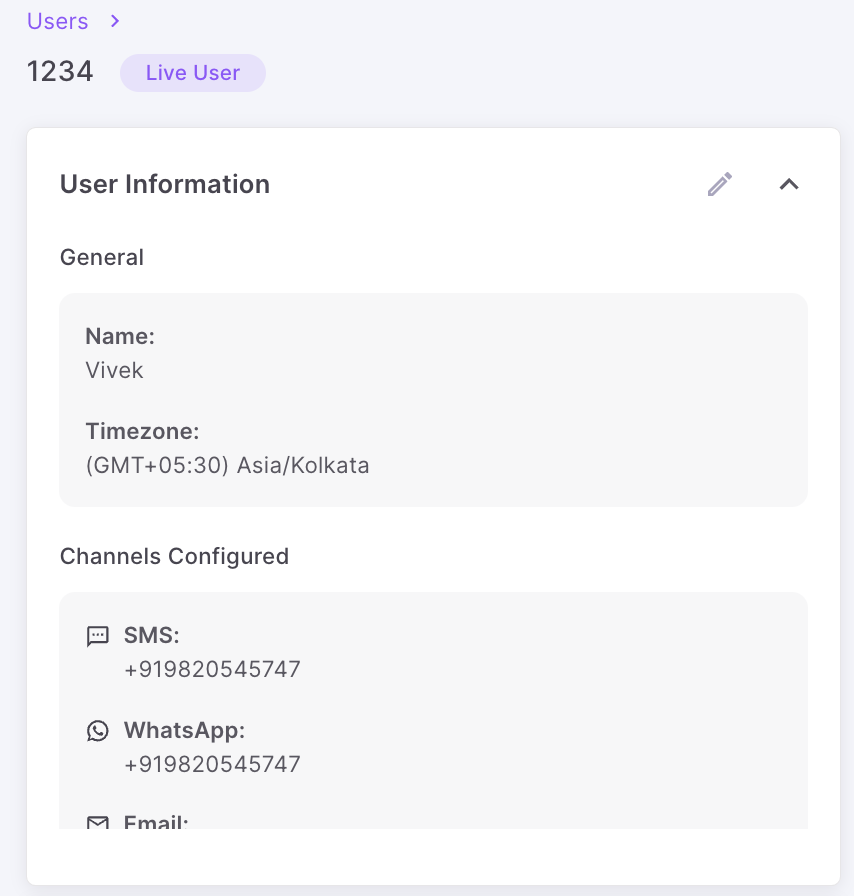 Users
1234 Live User
User Information
General
Name:
Vivek
Timezone:
(GMT+05:30) Asia/Kolkata
Channels Configured
SMS:
+919820545747
WhatsApp:
+919820545747
Email: